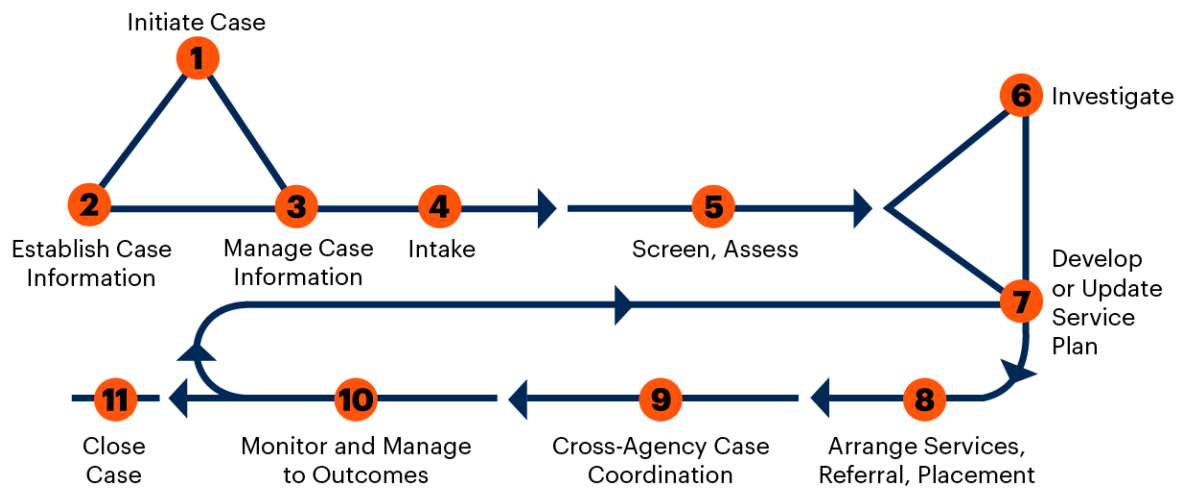 Initiate Case
1
2
Establish Case
Information
3
Manage Case
Information
4
Intake
5
Screen, Assess
6
Investigate
7
Develop
or Update
Service
Plan
8
Arrange Services,
Referral, Placement
9
Cross-Agency Case
Coordination
10
Monitor and Manage
to Outcomes
11
Close
Case